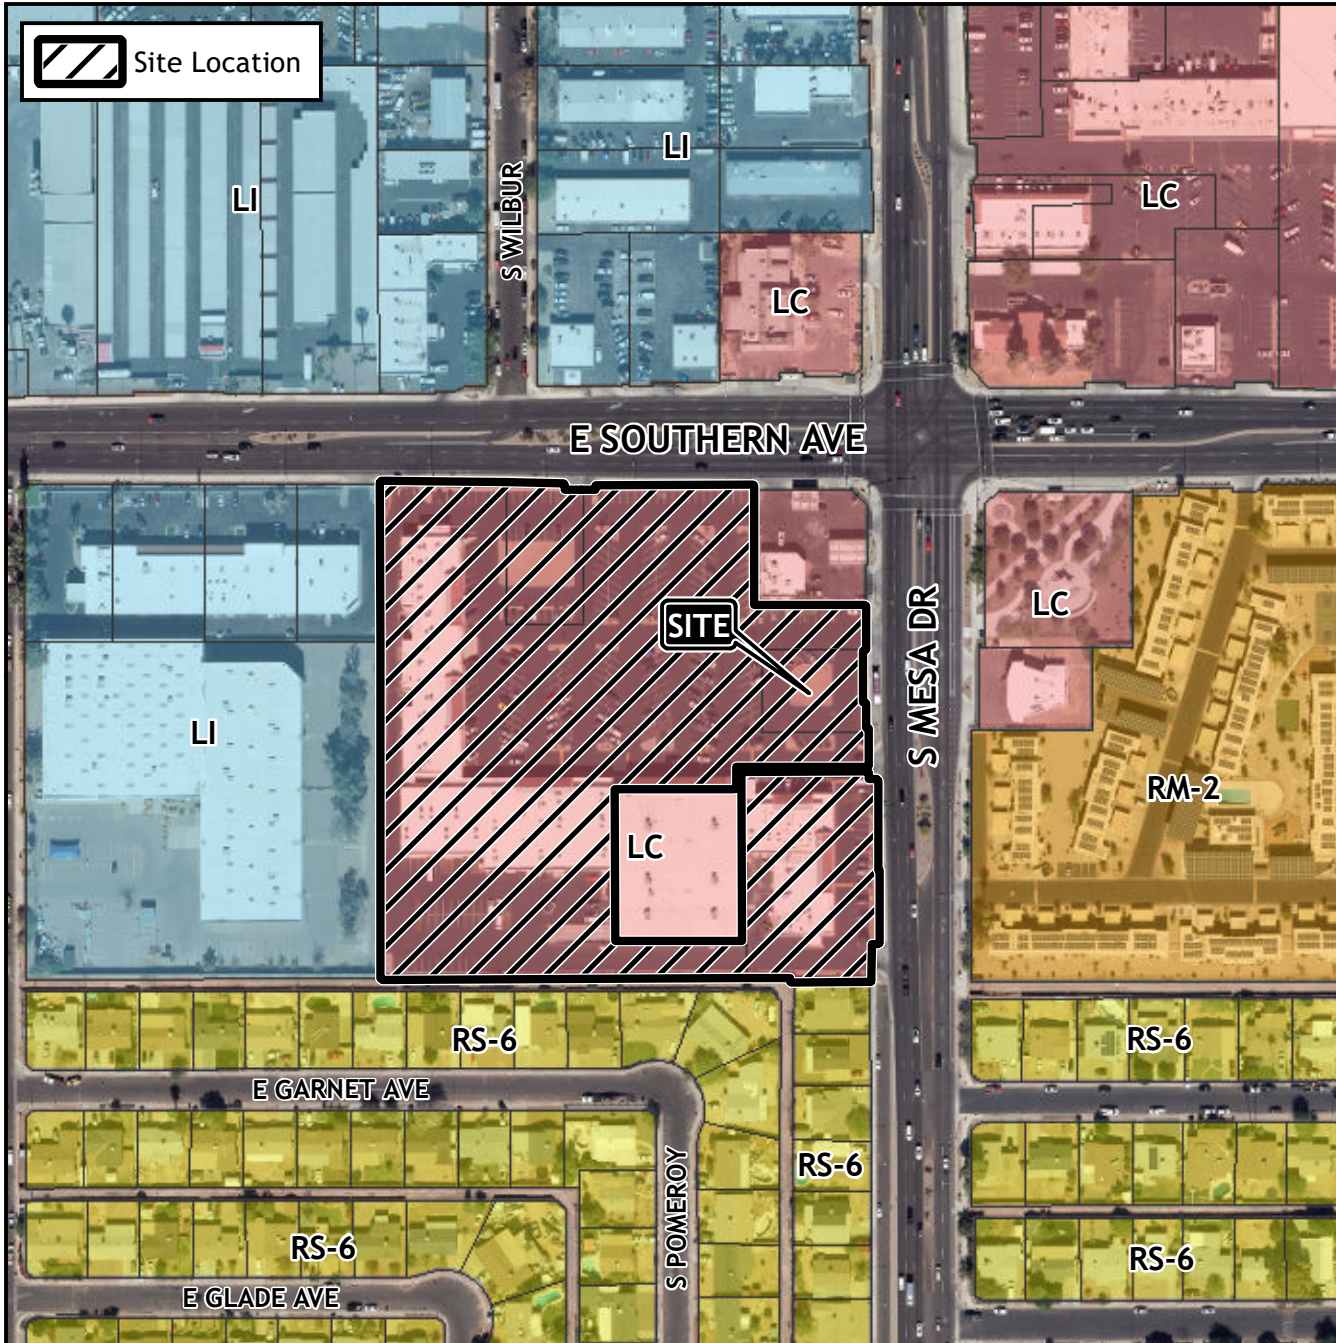 Site Location
S WILBUR
LI
LI
LC
LC
E SOUTHERN AVE
SITE
S MESA DR
LC
LI
RM-2
LC
RS-6
RS-6
E GARNET AVE
RS-6
S POMEROY
RS-6
RS-6
E GLADE AVE